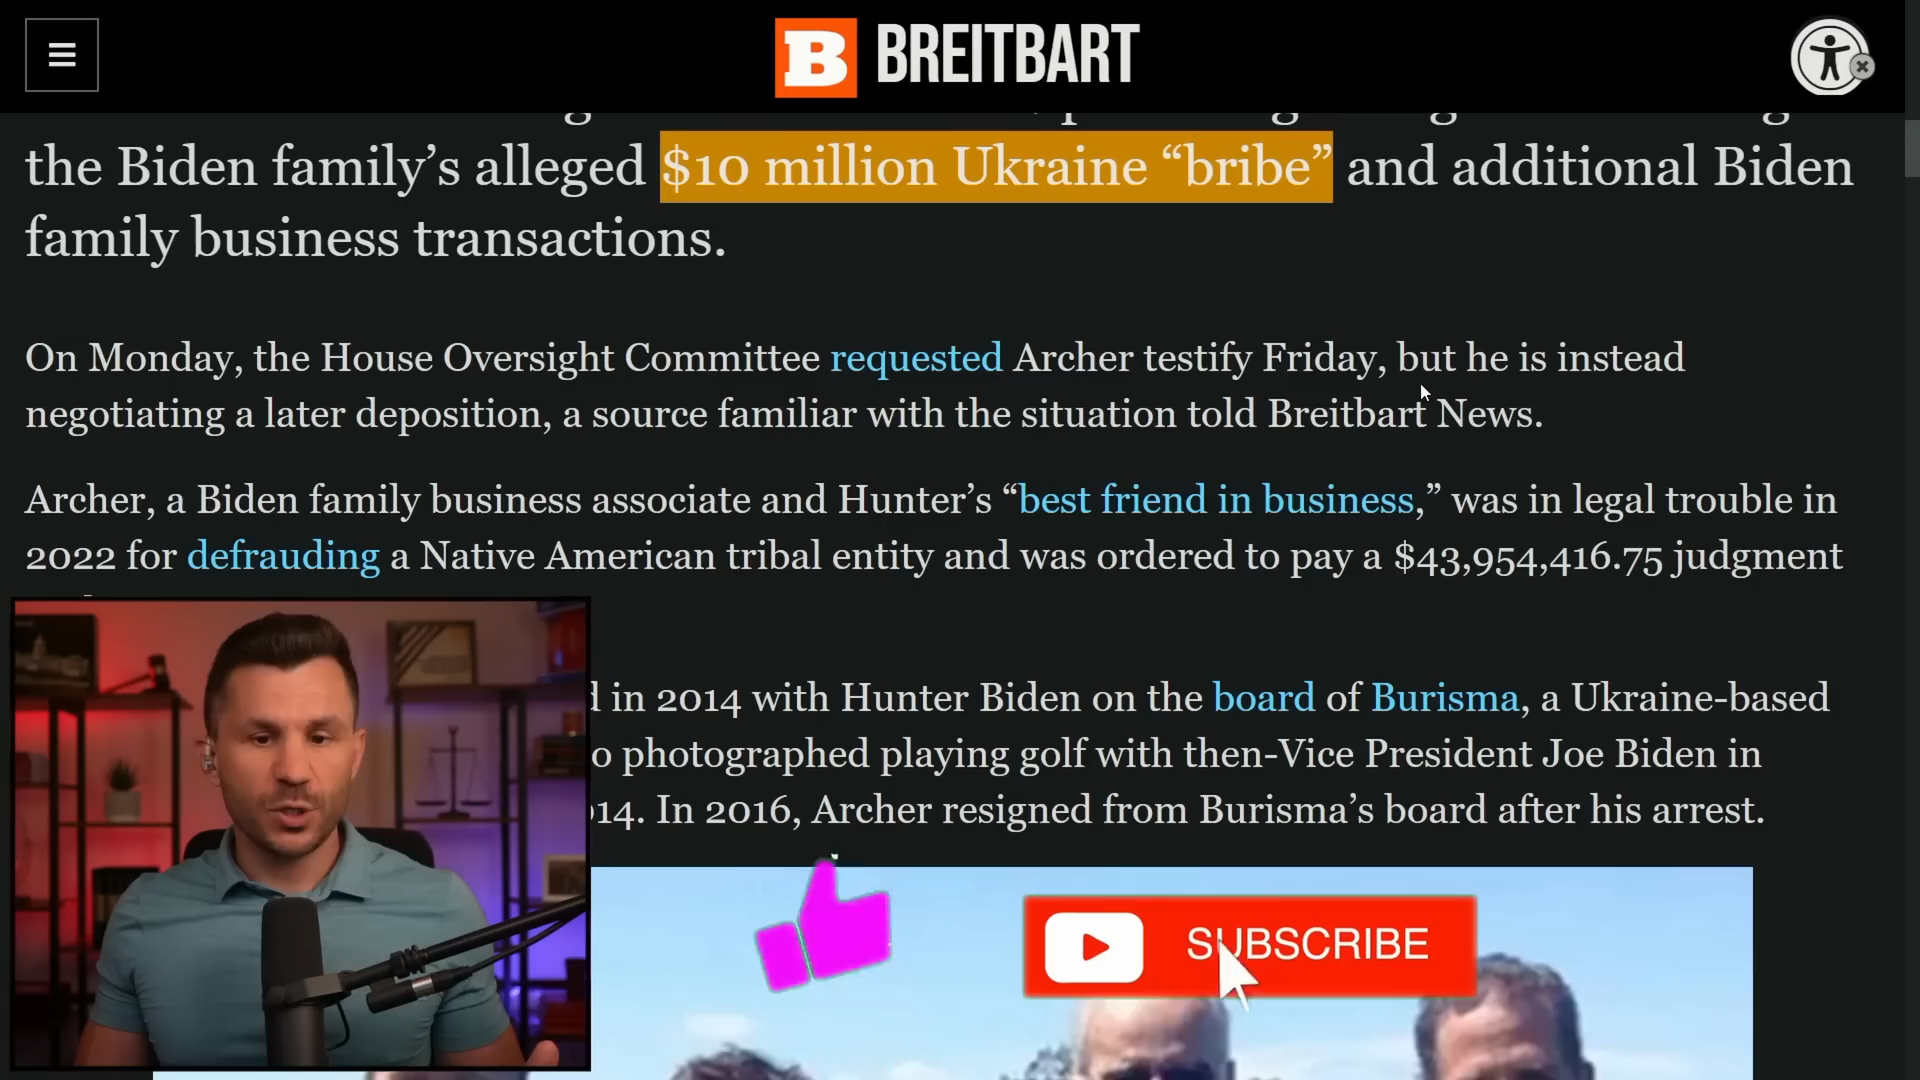 B BREITBART
the Biden family’s alleged $10 million Ukraine “bribe” and additional Biden
family business transactions.
On Monday, the House Oversight Committee requested Archer testify Friday, but he is instead
negotiating a later deposition, a source familiar with the situation told Breitbart News.
Archer, a Biden family business associate and Hunter’s “best friend in business,” was in legal trouble in
2022 for defrauding a Native American tribal entity and was ordered to pay a $43,954,416.75 judgment
in 2014 with Hunter Biden on the board of Burisma, a Ukraine-based
photographed playing golf with then-Vice President Joe Biden in
14. In 2016, Archer resigned from Burisma’s board after his arrest.
SUBSCRIBE